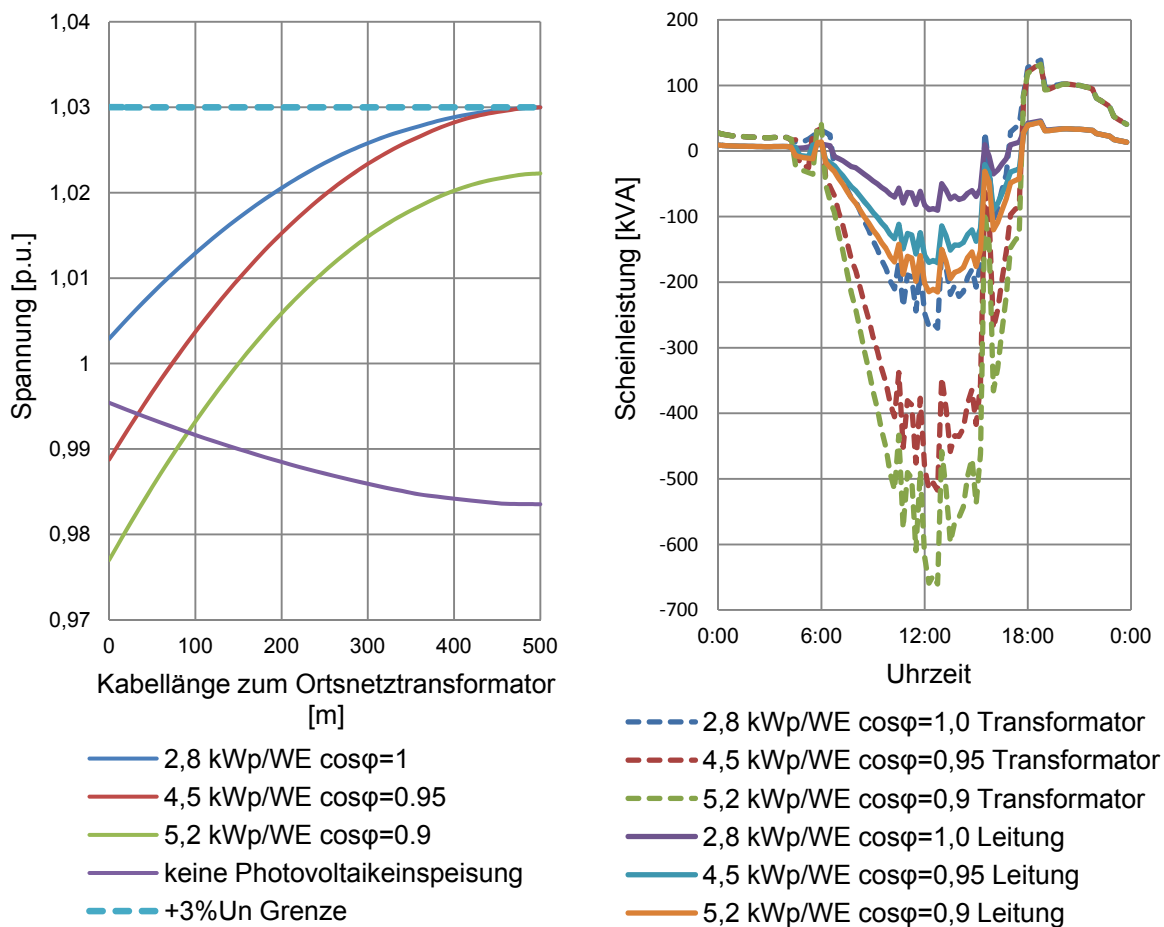 1,04
1,03
1,02
1,01
1
0,99
0,98
0,97
Spannung [p.u.]
0 100 200 300 400 500
Kabellänge zum Ortsnetztransformator
[m]
2,8 kWp/WE cosφ=1
4,5 kWp/WE cosφ=0.95
5,2 kWp/WE cosφ=0.9
keine Photovoltaikeinspeisung
+3%Un Grenze
200
100
0
-100
-200
-300
-400
-500
-600
-700
Scheinleistung [kVA]
0:00 6:00 12:00 18:00 0:00
Uhrzeit
2,8 kWp/WE cosφ=1,0 Transformator
4,5 kWp/WE cosφ=0,95 Transformator
5,2 kWp/WE cosφ=0,9 Transformator
2,8 kWp/WE cosφ=1,0 Leitung
4,5 kWp/WE cosφ=0,95 Leitung
5,2 kWp/WE cosφ=0,9 Leitung